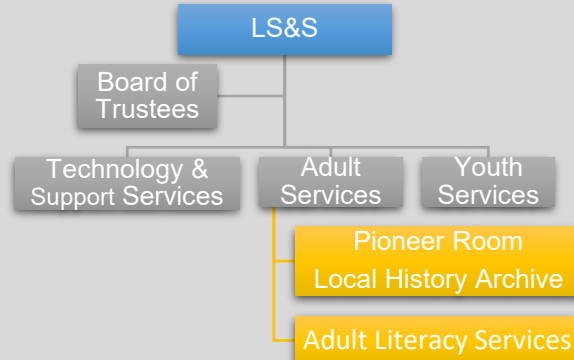 LS&S
Board of
Trustees
Technology &
Support Services
Adult
Services
Youth
Services
Pioneer Room
Local History Archive
Adult Literacy Services